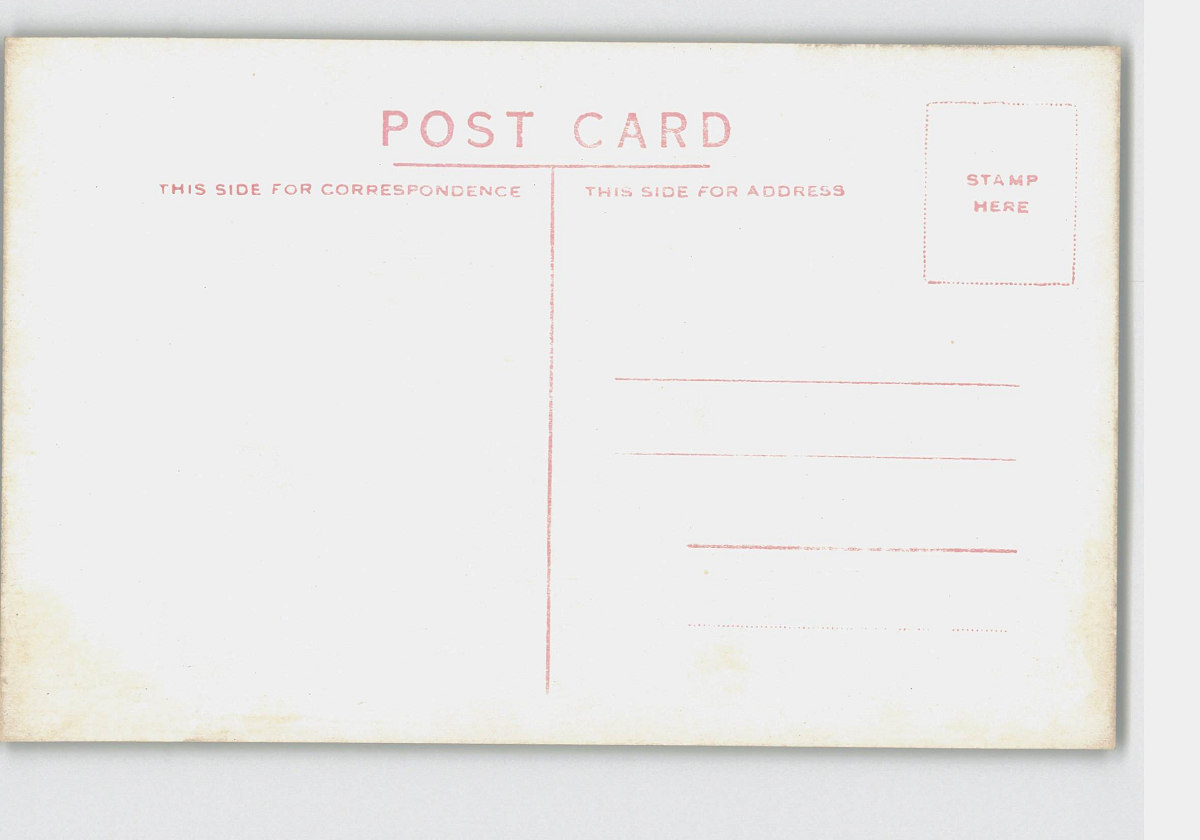 POST CARD
THIS SIDE FOR CORRESPONDENCE
THIS SIDE FOR ADDRESS
STAMP
HERE